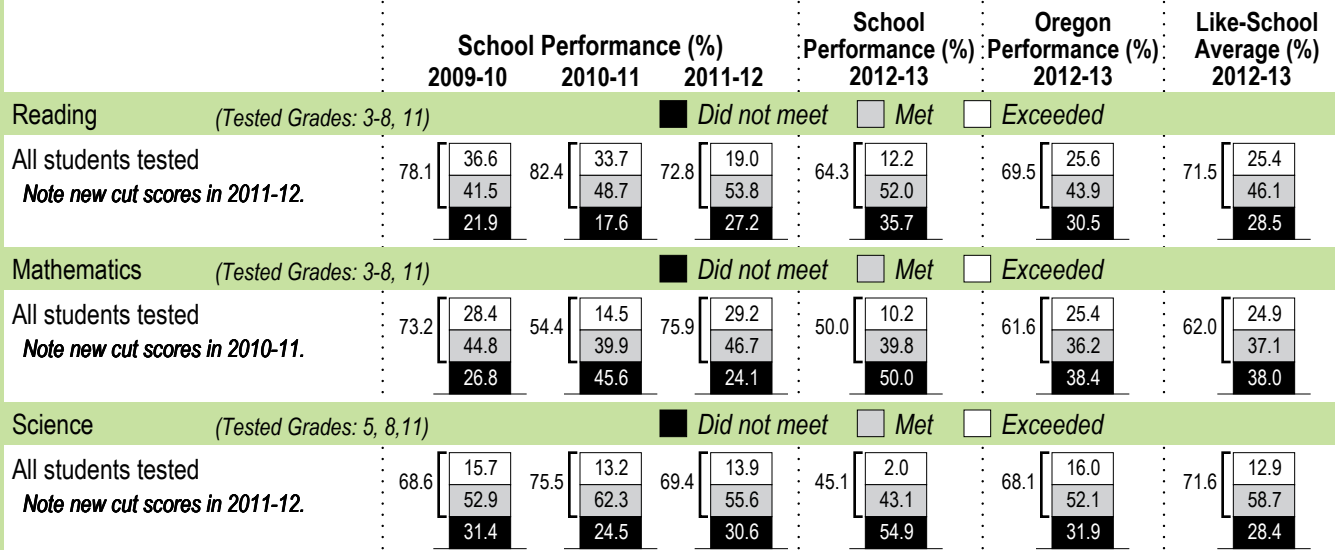 School Performance (%)
2009-10 2010-11 2011-12
School Performance (%) 2012-13
Oregon Performance (%) 2012-13
Like-School Average (%) 2012-13
Reading (Tested Grades: 3-8, 11) Did not meet Met Exceeded
All students tested
Note new cut scores in 2011-12.
78.1 36.6 82.4 33.7 72.8 19.0 64.3 12.2 69.5 25.6 71.5 25.4
41.5 48.7 53.8 52.0 43.9 46.1
21.9 17.6 27.2 35.7 30.5 28.5
Mathematics (Tested Grades: 3-8, 11) Did not meet Met Exceeded
All students tested
Note new cut scores in 2010-11.
73.2 28.4 54.4 14.5 75.9 29.2 50.0 10.2 61.6 25.4 62.0 24.9
44.8 39.9 46.7 39.8 36.2 37.1
26.8 45.6 24.1 50.0 38.4 38.0
Science (Tested Grades: 5, 8,11) Did not meet Met Exceeded
All students tested
Note new cut scores in 2011-12.
68.6 15.7 75.5 13.2 69.4 13.9 45.1 2.0 68.1 16.0 71.6 12.9
52.9 62.3 55.6 43.1 52.1 58.7
31.4 24.5 30.6 54.9 31.9 28.4